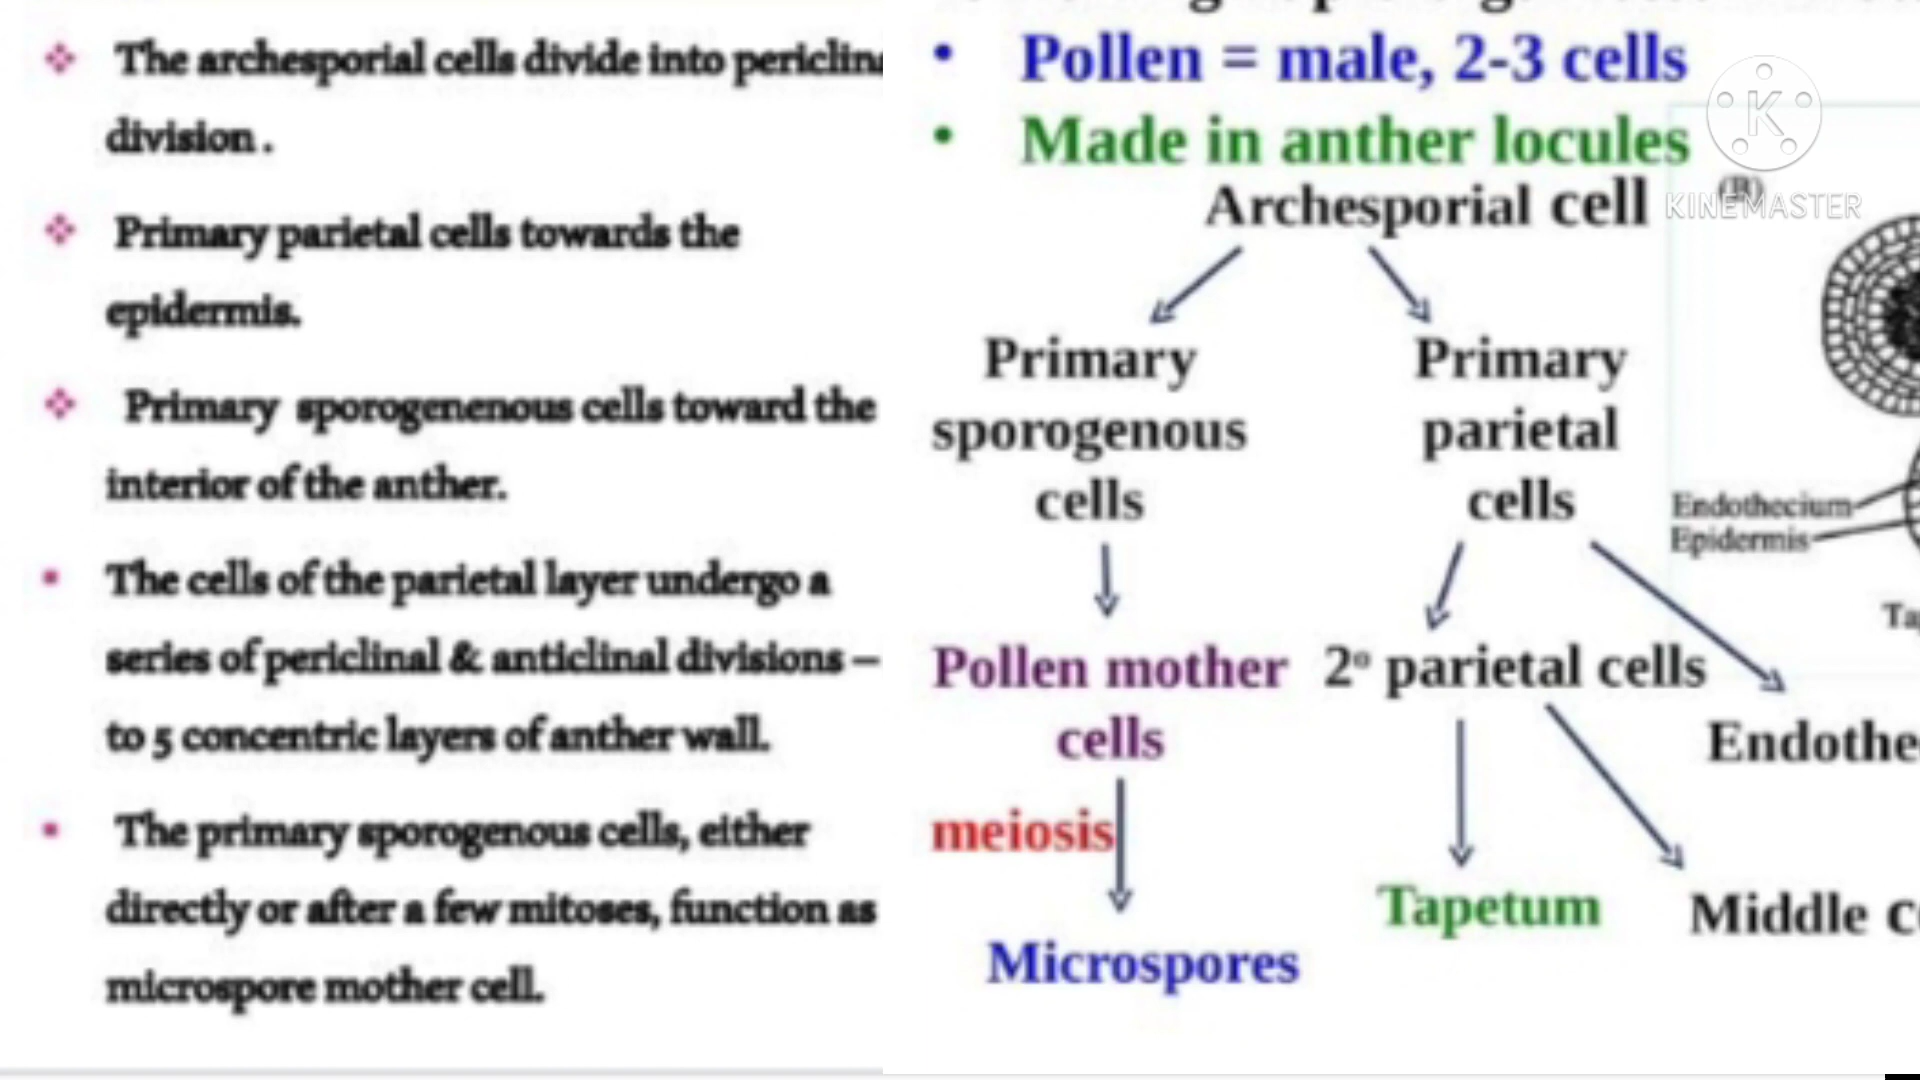 The archesporial cells divide into periclina
division .
Primary parietal cells towards the
epidermis.
Primary sporogenenous cells toward the
interior of the anther.
The cells of the parietal layer undergo a
series of periclinal & anticlinal divisions –
to 5 concentric layers of anther wall.
The primary sporogenous cells, either
directly or after a few mitoses, function as
microspore mother cell.
• Pollen = male, 2-3 cells
• Made in anther locules
Archesporial cell
(B)
KINEMASTER
Primary
sporogenous
cells
Primary
parietal
cells
Endothecium
Epidermis
Ta
Pollen mother
cells
2º parietal cells
Endothe
meiosis
Tapetum
Middle c
Microspores